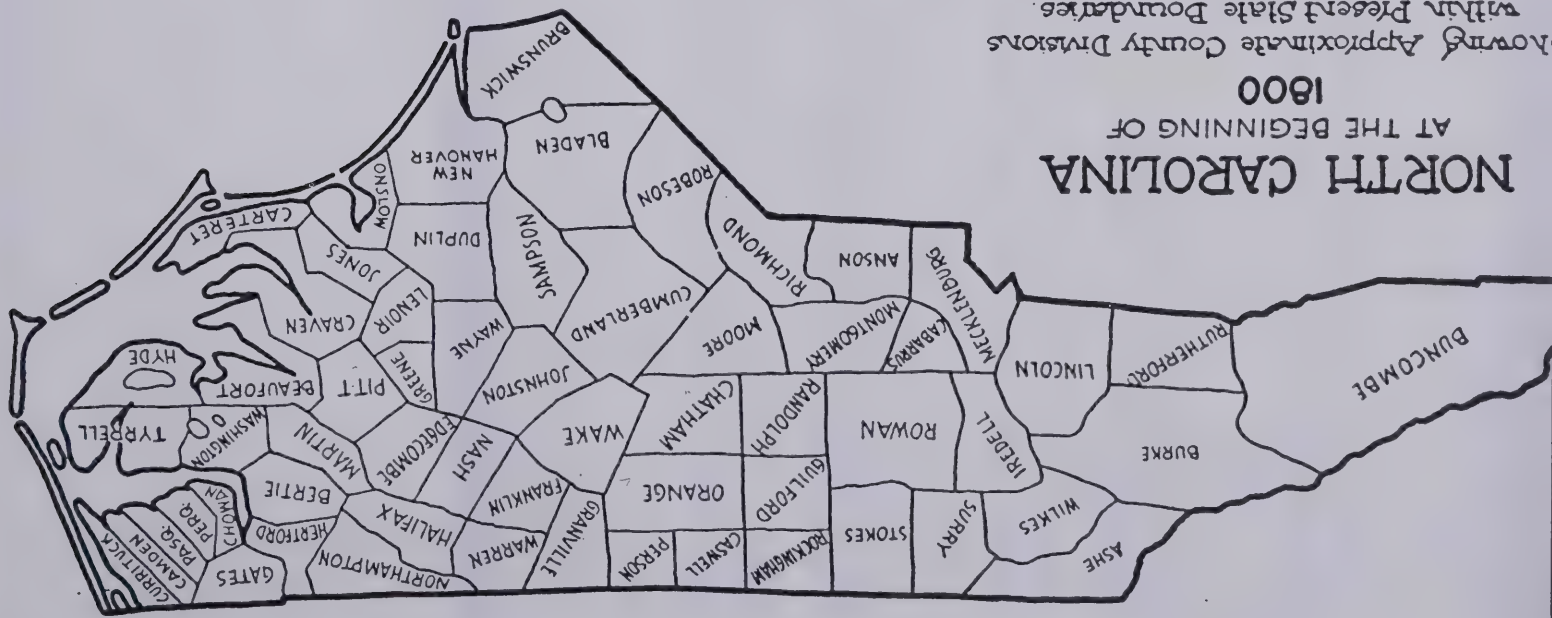 ASHE
WILKES
SURRY
STOKES
ROCKINGHAM
CASWELL
PERSON
GRANVILLE
WARREN
NORTHAMPTON
HALIFAX
HERTFORD
GATES
CURRITUCK
CAMDEN
PASQ.
PERQ.
CHOWAN
BUNCOMBE
BURKE
IREDELL
ROWAN
GUILFORD
RANDOLPH
ORANGE
CHATHAM
WAKE
FRANKLIN
NASH
EDGECOMBE
MARTIN
BERTIE
WASHINGTON
TYRRELL
RUTHERFORD
LINCOLN
MECKLENBURG
CABARRUS
MONTGOMERY
MOORE
CUMBERLAND
JOHNSTON
WAYNE
GREENE
PITT
BEAUFORT
HYDE
ANSON
RICHMOND
ROBESON
SAMPSON
DUPLIN
LENOIR
CRAVEN
JONES
CARTERET
BLADEN
NEW
HANOVER
ONSLOW
BRUNSWICK
NORTH CAROLINA
AT THE BEGINNING OF
1800
Showing Approximate County Divisions
within Present State Boundaries.